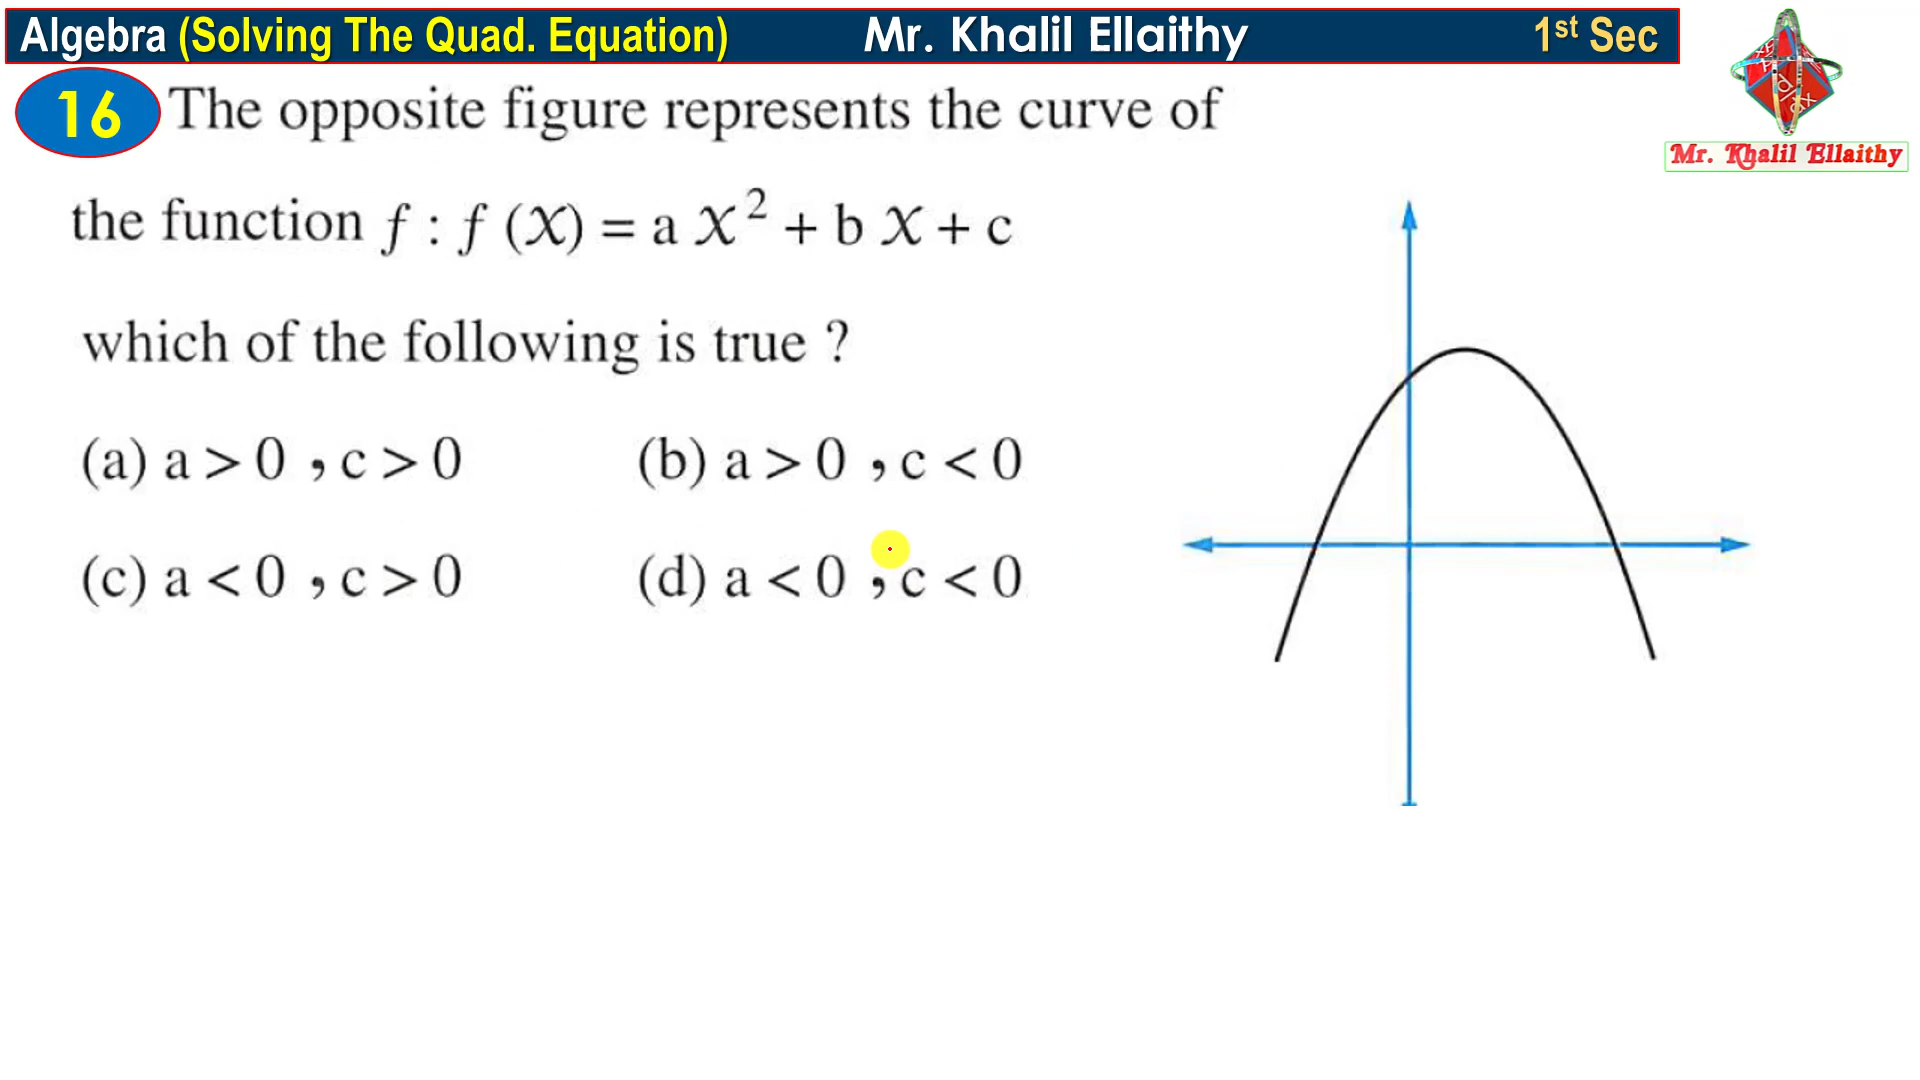 Algebra (Solving The Quad. Equation) Mr. Khalil Ellaithy 1st Sec
Mr. Khalil Ellaithy
16 The opposite figure represents the curve of
the function f : f (X) = a X² + b X + c
which of the following is true ?
(a) a > 0 , c > 0 (b) a > 0 , c < 0
(c) a < 0 , c > 0 (d) a < 0 , c < 0